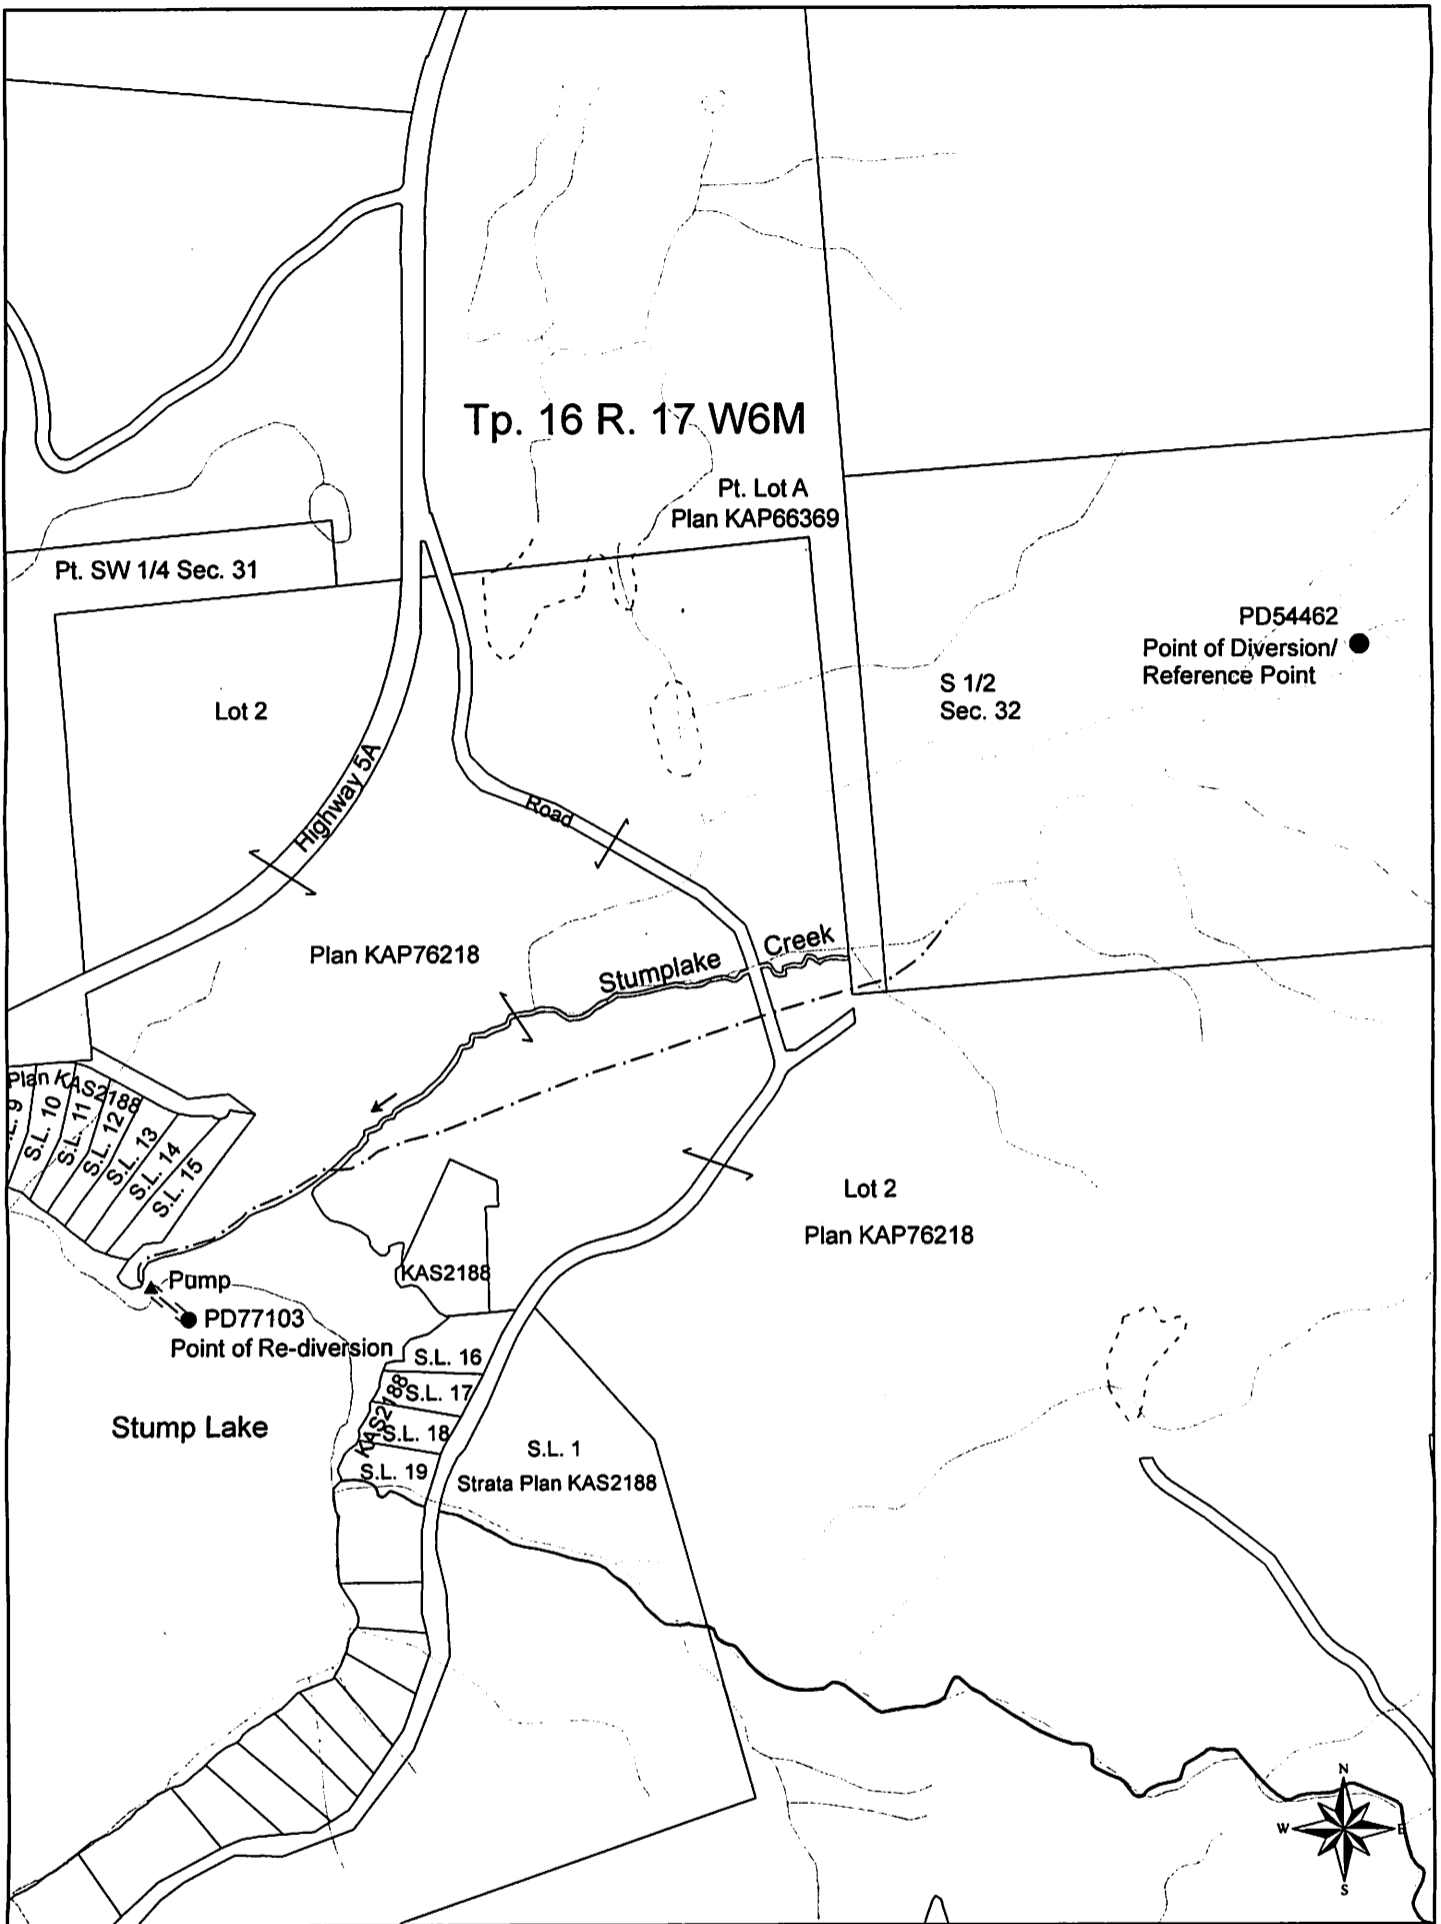 Tp. 16 R. 17 W6M
Pt. Lot A
Plan KAP66369
Pt. SW 1/4 Sec. 31
PD54462
Point of Diversion/
Reference Point
S 1/2
Sec. 32
Lot 2
Highway 5A
Road
Plan KAP76218
Stumplake Creek
Plan KAS2188
S.L. 10
S.L. 11
S.L. 12
S.L. 13
S.L. 14
S.L. 15
Lot 2
Plan KAP76218
KAS2188
Pump
PD77103
Point of Re-diversion
S.L. 16
S.L. 17
KAS2188
S.L. 18
S.L. 19
Stump Lake
S.L. 1
Strata Plan KAS2188
N
W
E
S